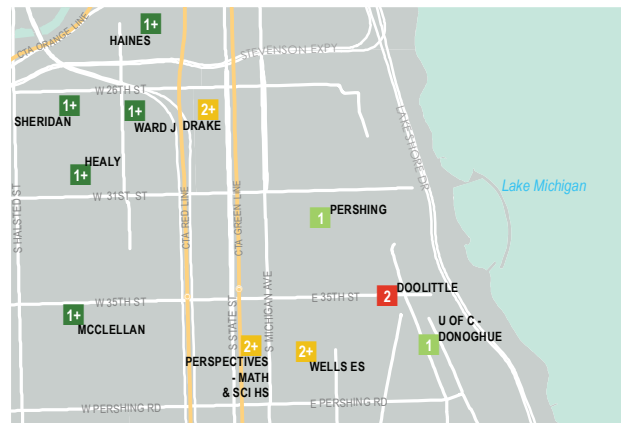 CTA ORANGE LINE
1+
HAINES
STEVENSON EXPY
W 26TH ST
1+
SHERIDAN
1+
WARD J
2+
DRAKE
LAKE SHORE DR
HEALY
1+
S HALSTED ST
W 31ST ST
CTA RED LINE
CTA GREEN LINE
Lake Michigan
1
PERSHING
2
DOOLITTLE
W 35TH ST
E 35TH ST
1+
MCCLELLAN
S STATE ST
S MICHIGAN AVE
U OF C -
DONOGHUE
1
2+
PERSPECTIVES
- MATH
& SCI HS
2+
WELLS ES
W PERSHING RD
E PERSHING RD